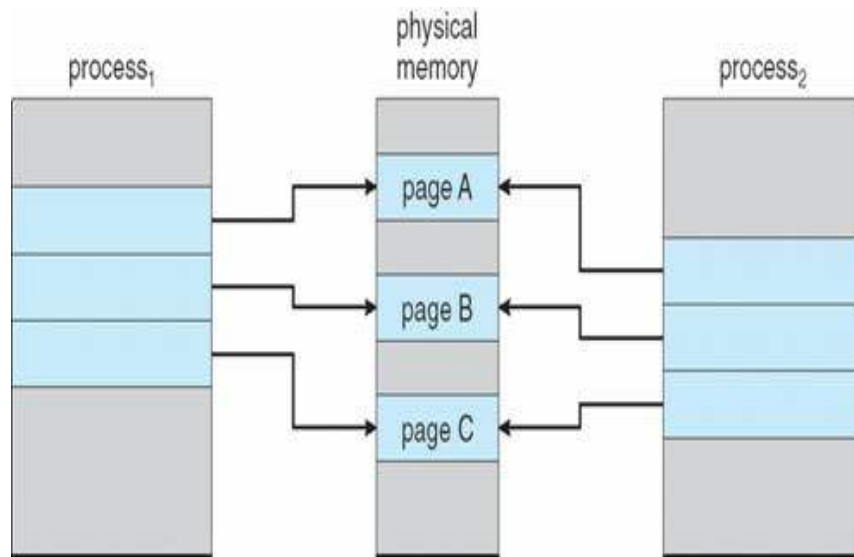 process₁
physical
memory
process₂
page A
page B
page C